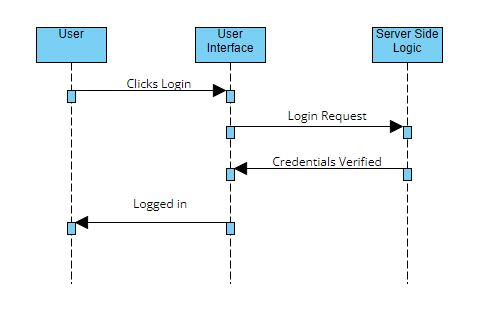 User
User
Interface
Server Side
Logic
Clicks Login
Login Request
Credentials Verified
Logged in